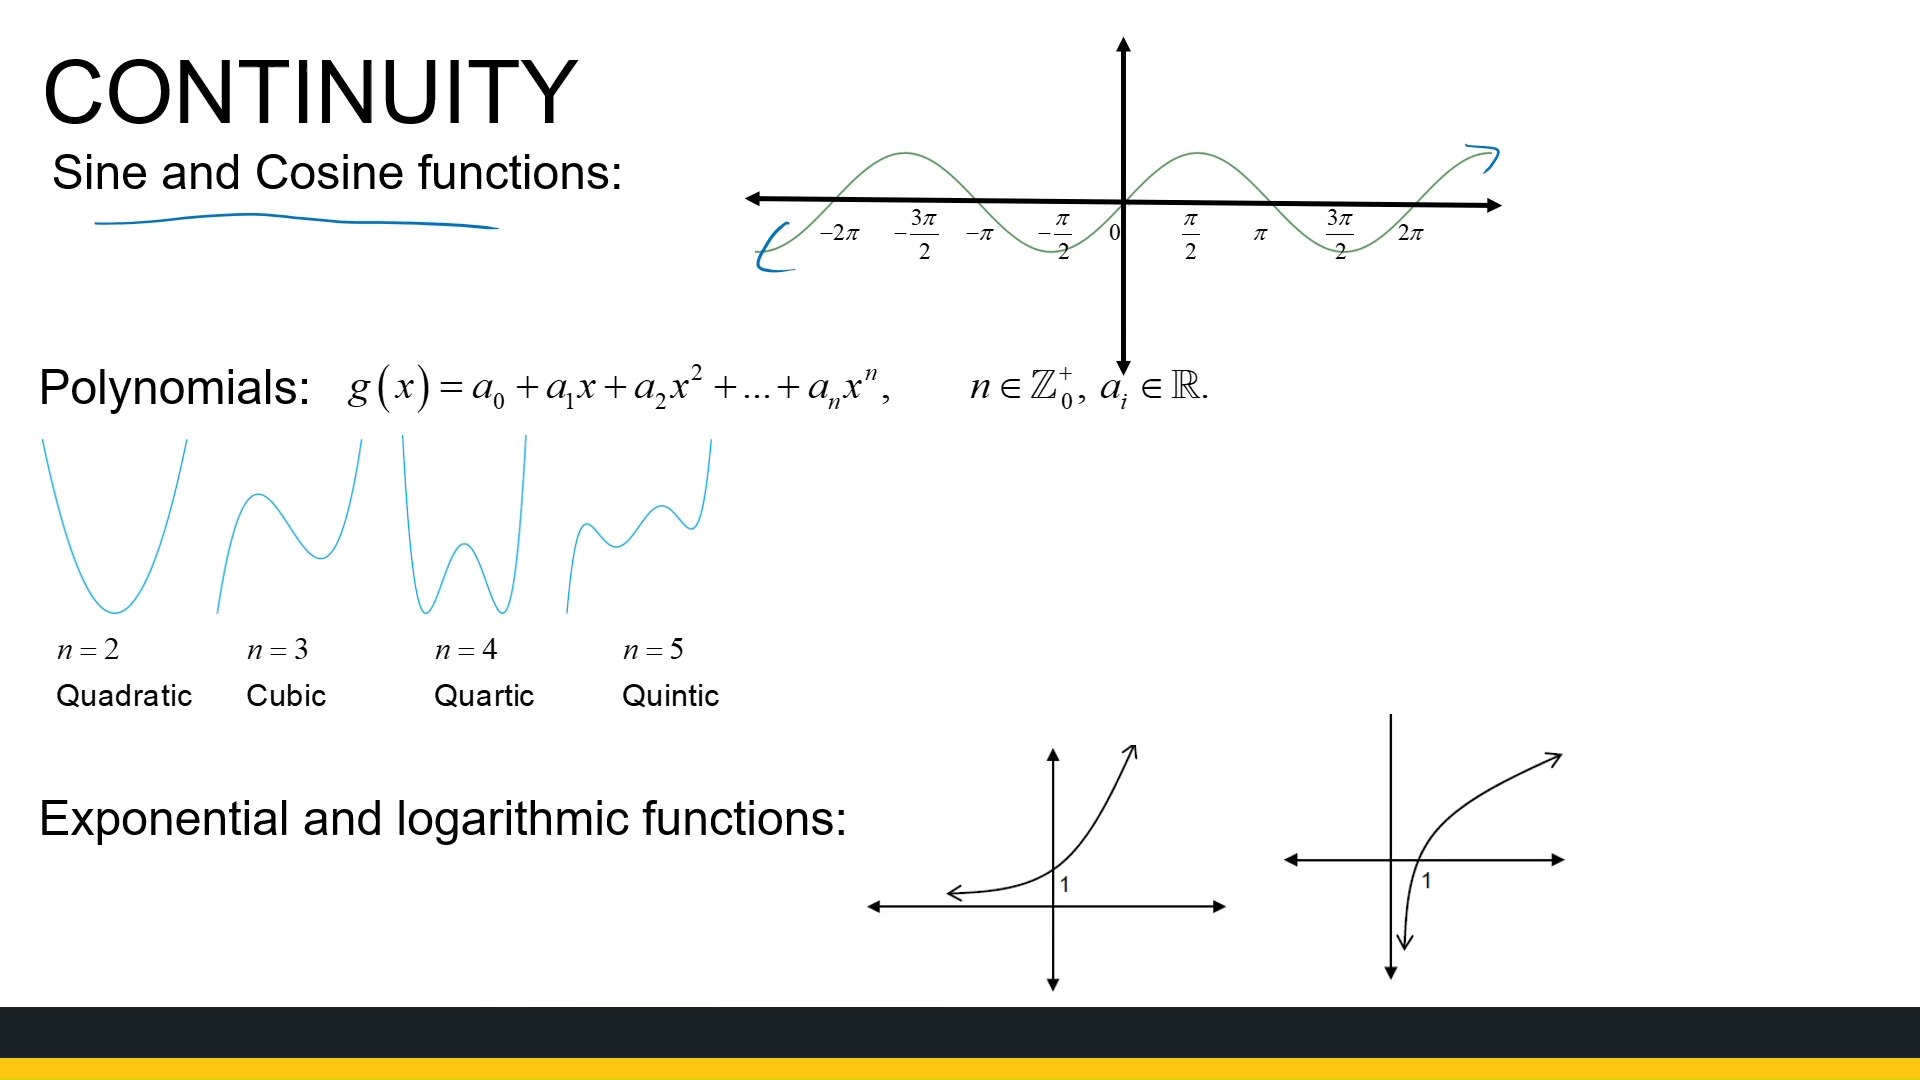 CONTINUITY
Sine and Cosine functions:
−2π −3π/2 −π −π/2 0 π/2 π 3π/2 2π
Polynomials: g(x) = a₀ + a₁x + a₂x² + ... + aₙxⁿ, n ∈ ℤ₀⁺, aᵢ ∈ ℝ.
n = 2 n = 3 n = 4 n = 5
Quadratic Cubic Quartic Quintic
Exponential and logarithmic functions:
1 1